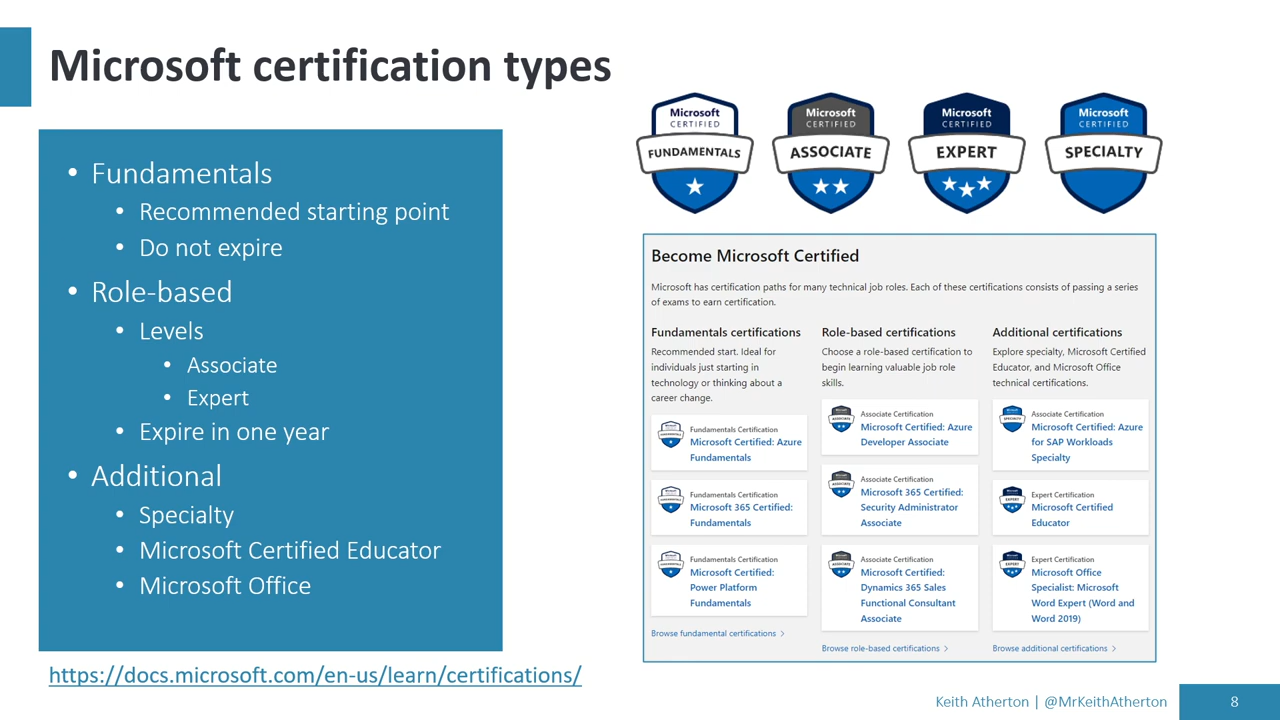 Microsoft certification types
• Fundamentals
• Recommended starting point
• Do not expire
• Role-based
• Levels
• Associate
• Expert
• Expire in one year
• Additional
• Specialty
• Microsoft Certified Educator
• Microsoft Office
https://docs.microsoft.com/en-us/learn/certifications/
Microsoft
CERTIFIED
FUNDAMENTALS
Microsoft
CERTIFIED
ASSOCIATE
Microsoft
CERTIFIED
EXPERT
Microsoft
CERTIFIED
SPECIALTY
Become Microsoft Certified
Microsoft has certification paths for many technical job roles. Each of these certifications consists of passing a series
of exams to earn certification.
Fundamentals certifications
Recommended start. Ideal for
individuals just starting in
technology or thinking about a
career change.
Fundamentals Certification
Microsoft Certified: Azure
Fundamentals
Fundamentals Certification
Microsoft 365 Certified:
Fundamentals
Fundamentals Certification
Microsoft Certified:
Power Platform
Fundamentals
Browse fundamental certifications >
Role-based certifications
Choose a role-based certification to
begin learning valuable job role
skills.
Associate Certification
Microsoft Certified: Azure
Developer Associate
Associate Certification
Microsoft 365 Certified:
Security Administrator
Associate
Associate Certification
Microsoft Certified:
Dynamics 365 Sales
Functional Consultant
Associate
Browse role-based certifications >
Additional certifications
Explore specialty, Microsoft Certified
Educator, and Microsoft Office
technical certifications.
Associate Certification
Microsoft Certified: Azure
for SAP Workloads
Specialty
Expert Certification
Microsoft Certified
Educator
Expert Certification
Microsoft Office
Specialist: Microsoft
Word Expert (Word and
Word 2019)
Browse additional certifications >
Keith Atherton | @MrKeithAtherton
8